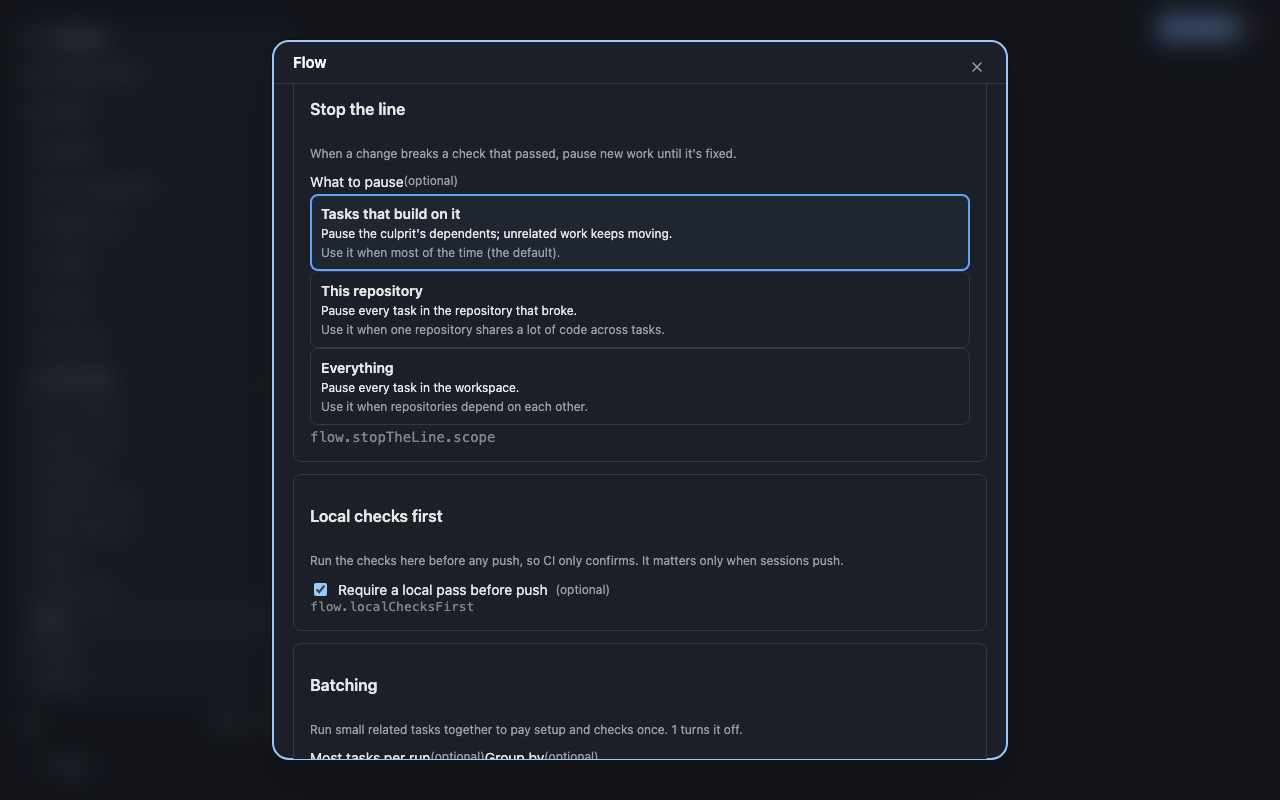 Flow
Stop the line
When a change breaks a check that passed, pause new work until it's fixed.
What to pause(optional)
Tasks that build on it
Pause the culprit's dependents; unrelated work keeps moving.
Use it when most of the time (the default).
This repository
Pause every task in the repository that broke.
Use it when one repository shares a lot of code across tasks.
Everything
Pause every task in the workspace.
Use it when repositories depend on each other.
flow.stopTheLine.scope
Local checks first
Run the checks here before any push, so CI only confirms. It matters only when sessions push.
Require a local pass before push (optional)
flow.localChecksFirst
Batching
Run small related tasks together to pay setup and checks once. 1 turns it off.
Most tasks per run(optional)Group by(optional)